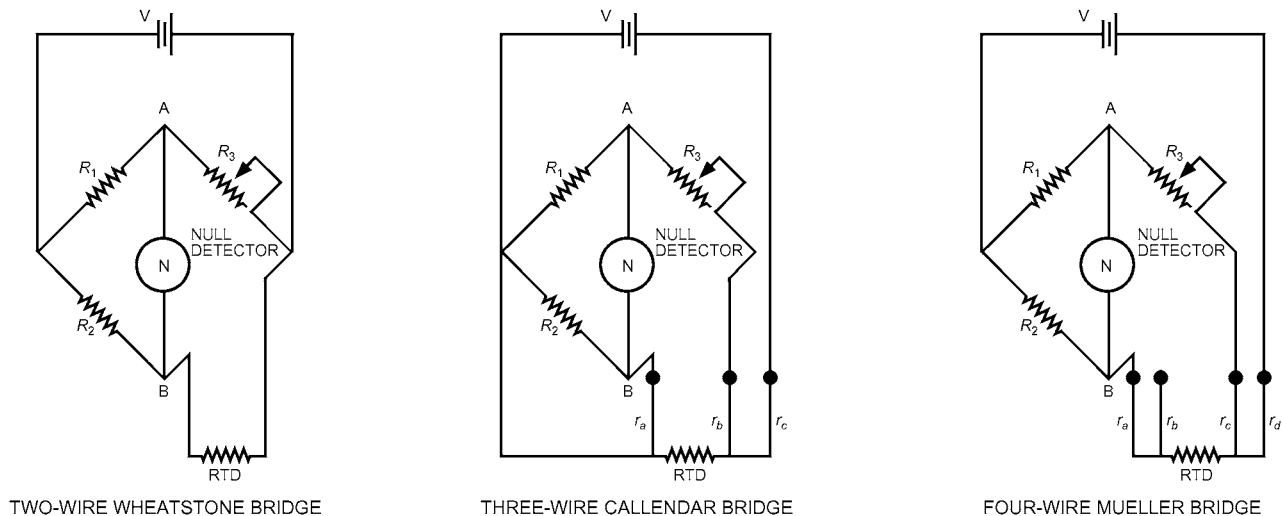 V
A
R1
R3
NULL
DETECTOR
N
R2
B
RTD
TWO-WIRE WHEATSTONE BRIDGE
V
A
R1
R3
NULL
DETECTOR
N
R2
B
ra
rb
rc
RTD
THREE-WIRE CALLENDAR BRIDGE
V
A
R1
R3
NULL
DETECTOR
N
R2
B
ra
rb
rc
rd
RTD
FOUR-WIRE MUELLER BRIDGE